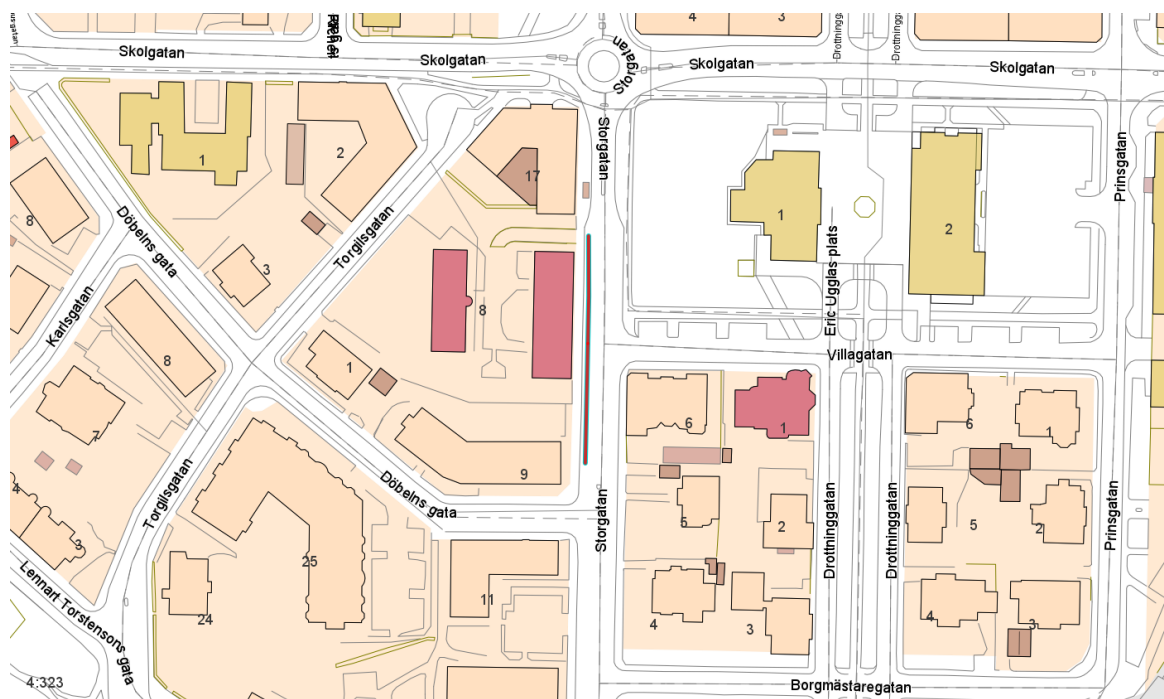 4
3
Skolgatan
Skolgatan
Storgatan
Skolgatan
Skolgatan
Drottningg
Drottningga
1
2
17
Storgatan
Prinsgatan
8
Döbelns gata
Torgilsgatan
3
1
2
Karlsgatan
8
8
1
Eric Ugglas plats
Villagatan
7
9
6
1
6
1
Döbelns gata
4
3
Torgilsgatan
25
Storgatan
5
2
Drottninggatan
Drottninggatan
5
2
Prinsgatan
Lennart Torstensons gata
24
11
4
3
4
3
4:323
Borgmästaregatan